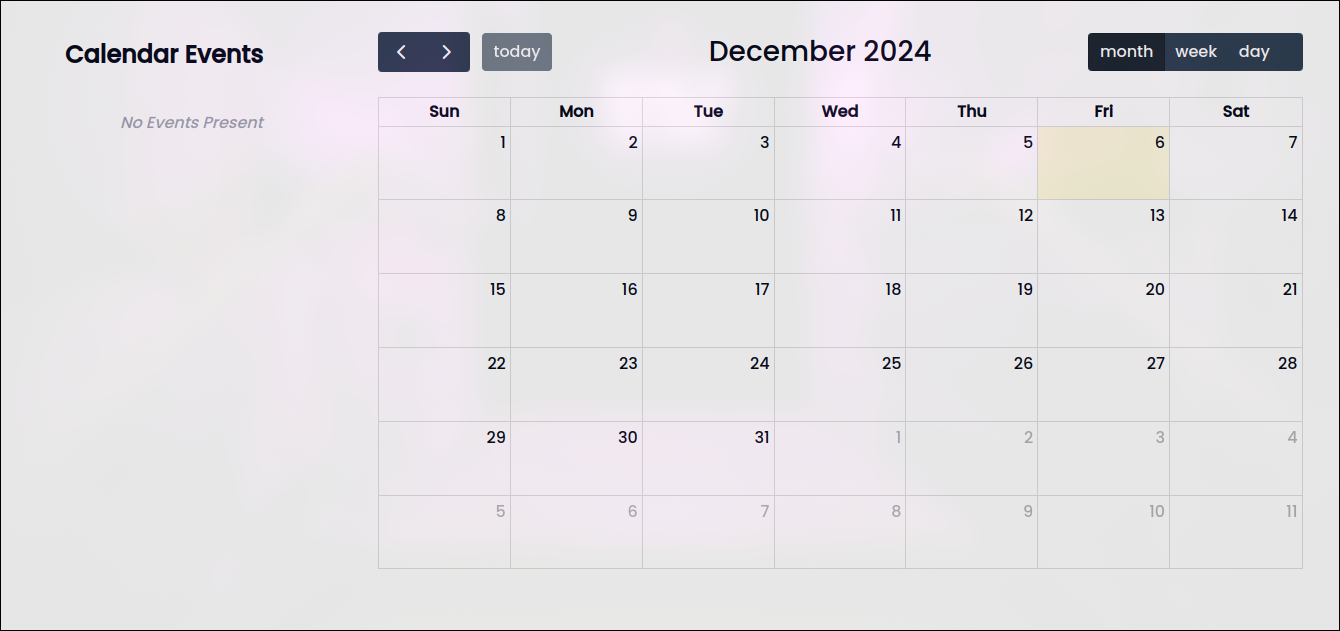 Calendar Events
No Events Present
today
December 2024
month week day
Sun Mon Tue Wed Thu Fri Sat
1 2 3 4 5 6 7
8 9 10 11 12 13 14
15 16 17 18 19 20 21
22 23 24 25 26 27 28
29 30 31 1 2 3 4
5 6 7 8 9 10 11